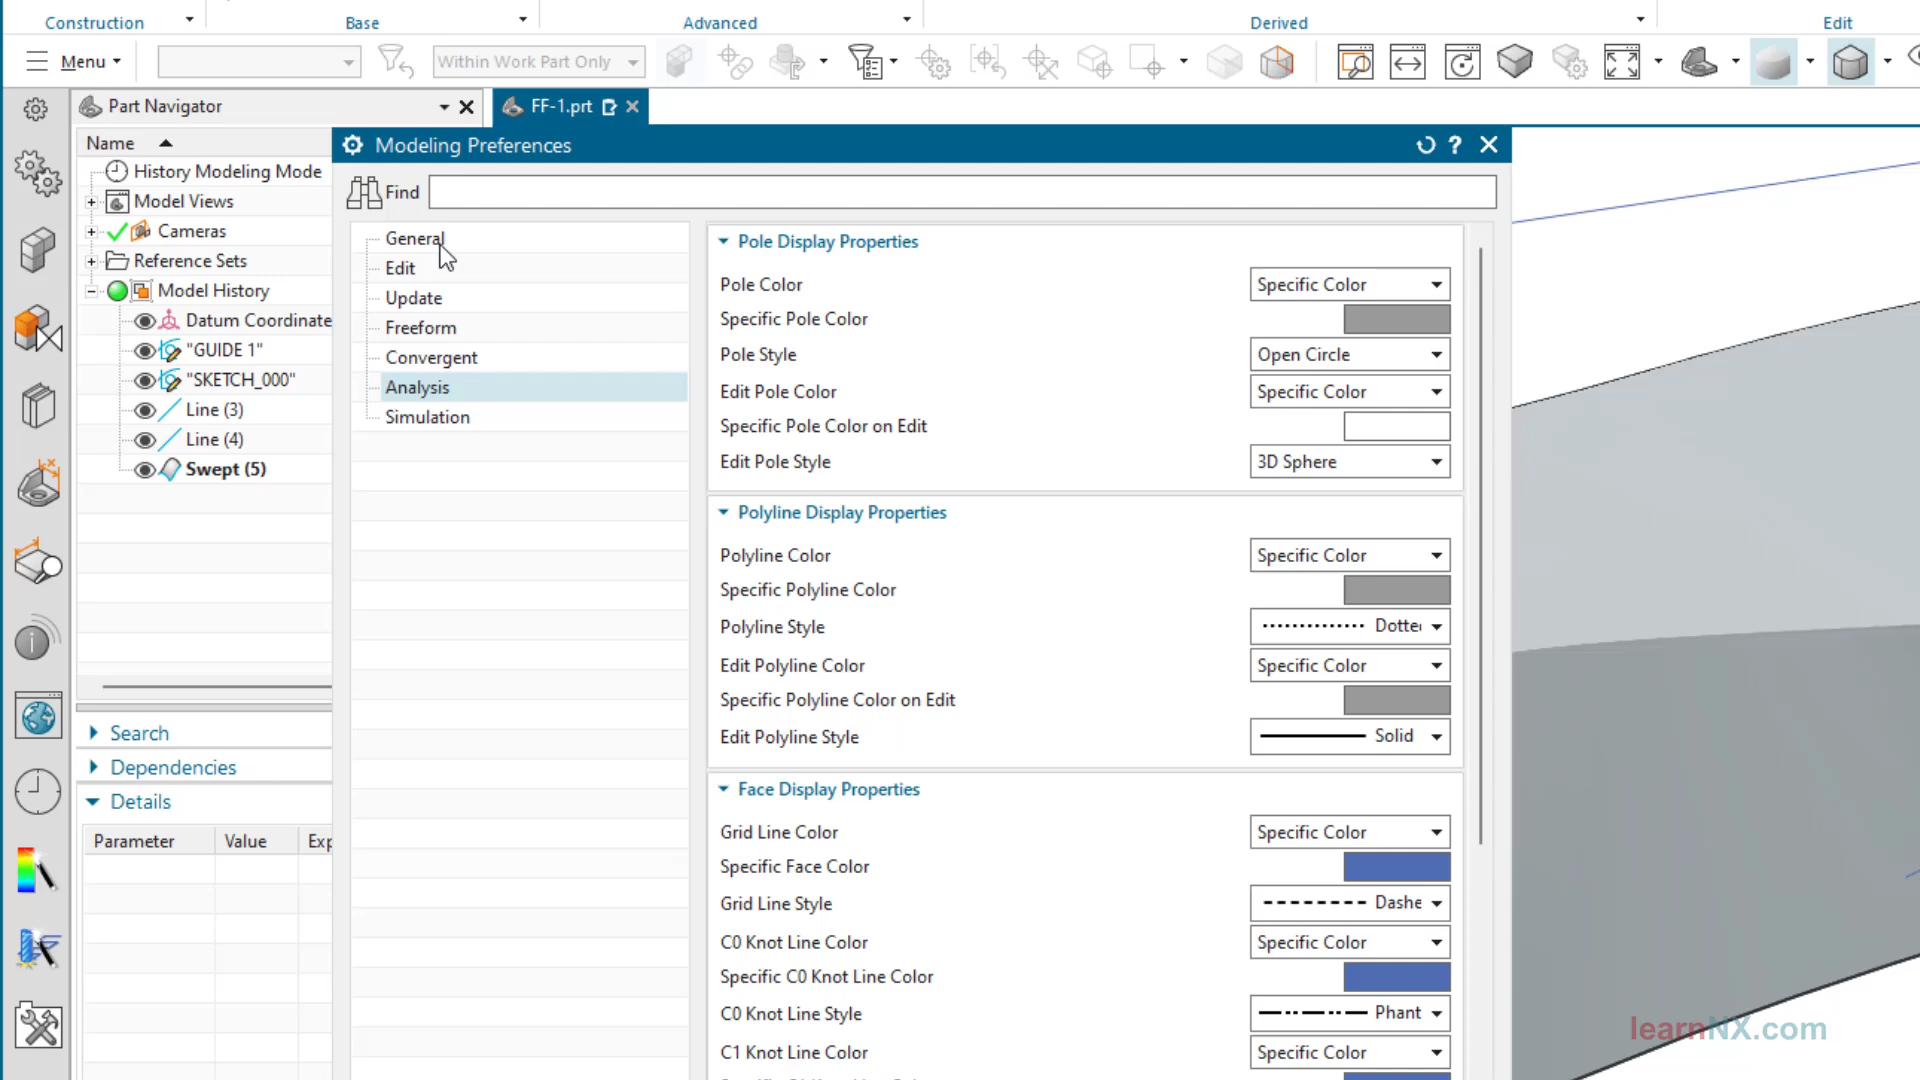 Construction
Base
Advanced
Derived
Edit
Menu
Within Work Part Only
Part Navigator
FF-1.prt
Name
History Modeling Mode
Model Views
Cameras
Reference Sets
Model History
Datum Coordinate
"GUIDE 1"
"SKETCH_000"
Line (3)
Line (4)
Swept (5)
Search
Dependencies
Details
Parameter
Value
Exp
Modeling Preferences
?
Find
General
Edit
Update
Freeform
Convergent
Analysis
Simulation
Pole Display Properties
Pole Color
Specific Color
Specific Pole Color
Pole Style
Open Circle
Edit Pole Color
Specific Color
Specific Pole Color on Edit
Edit Pole Style
3D Sphere
Polyline Display Properties
Polyline Color
Specific Color
Specific Polyline Color
Polyline Style
Dotte
Edit Polyline Color
Specific Color
Specific Polyline Color on Edit
Edit Polyline Style
Solid
Face Display Properties
Grid Line Color
Specific Color
Specific Face Color
Grid Line Style
Dashe
C0 Knot Line Color
Specific Color
Specific C0 Knot Line Color
C0 Knot Line Style
Phant
C1 Knot Line Color
Specific Color
learnNX.com